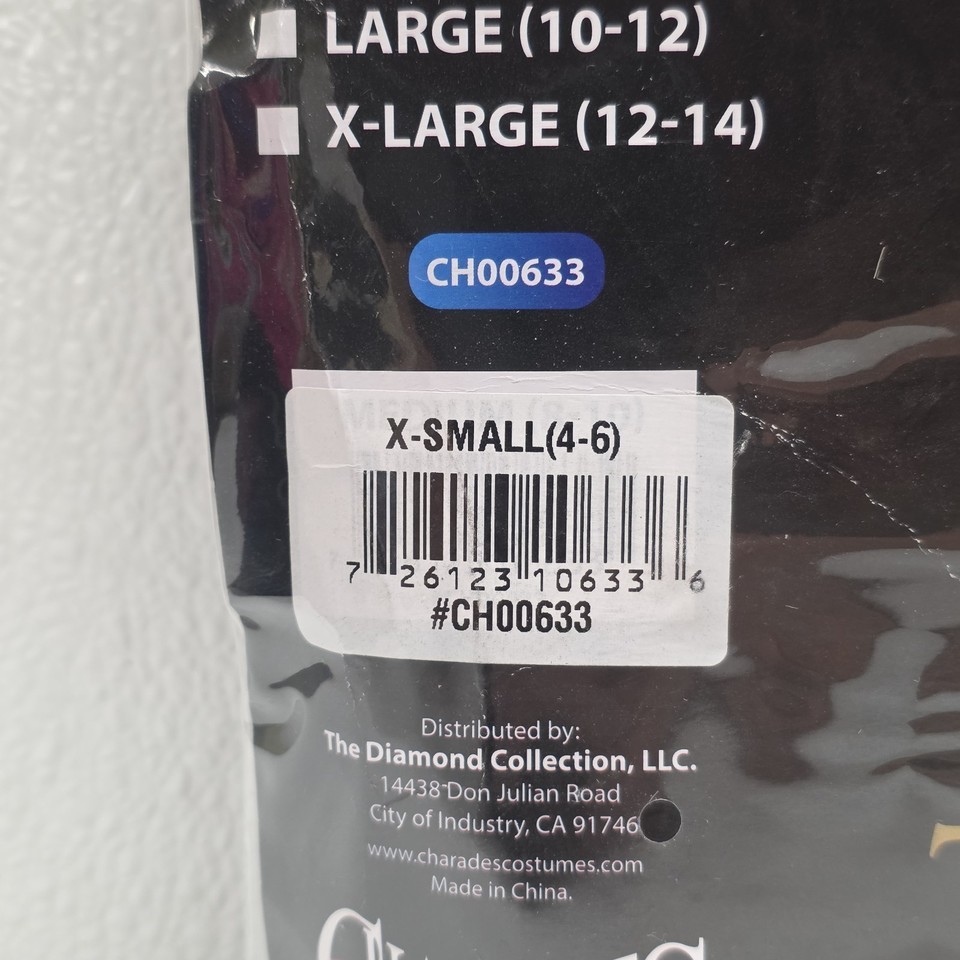 LARGE (10-12)
X-LARGE (12-14)
CH00633
X-SMALL(4-6)
7 26123 10633 6
#CH00633
Distributed by:
The Diamond Collection, LLC.
14438 Don Julian Road
City of Industry, CA 91746
www.charadescostumes.com
Made in China.